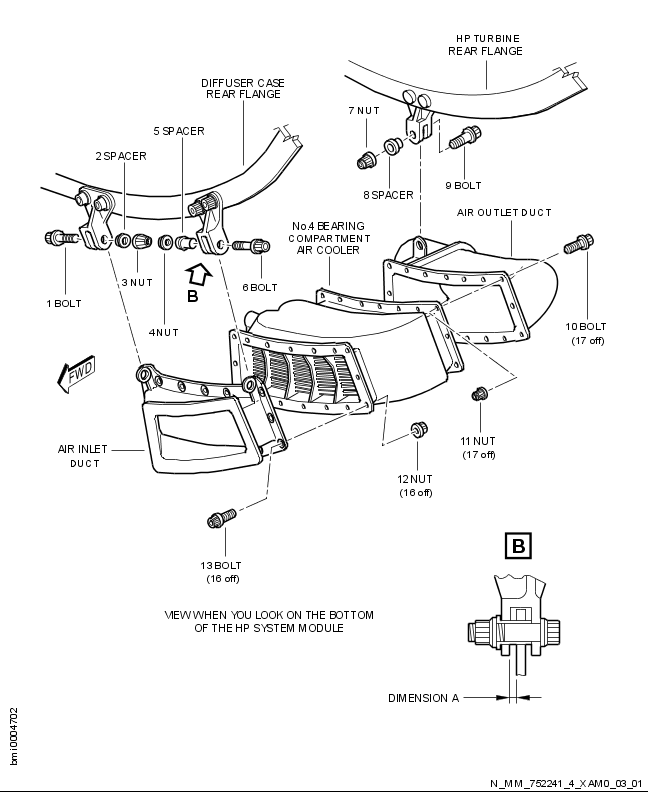 HP TURBINE
REAR FLANGE
DIFFUSER CASE
REAR FLANGE
7 NUT
5 SPACER
2 SPACER
8 SPACER
9 BOLT
AIR OUTLET DUCT
No.4 BEARING
COMPARTMENT
AIR COOLER
3 NUT
B
6 BOLT
1 BOLT
4 NUT
10 BOLT
(17 off)
FWD
11 NUT
(17 off)
AIR INLET
DUCT
12 NUT
(16 off)
13 BOLT
(16 off)
B
VIEW WHEN YOU LOOK ON THE BOTTOM
OF THE HP SYSTEM MODULE
DIMENSION A
bmi0004702
N_MM_752241_4_XAM0_03_01